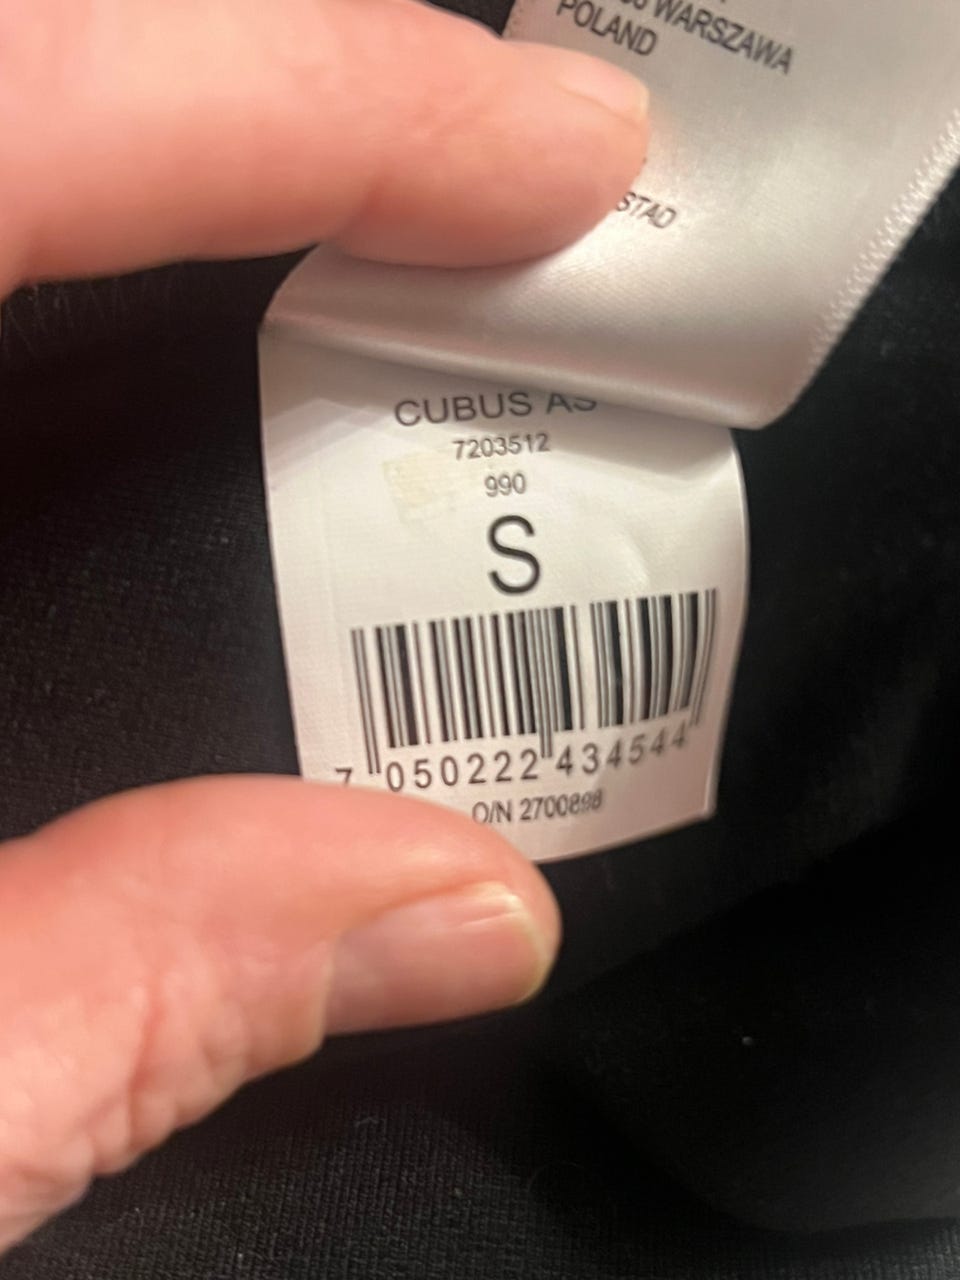 WARSZAWA
POLAND
CUBUS AS
7203512
990
S
7 050222 434544
O/N 2700898